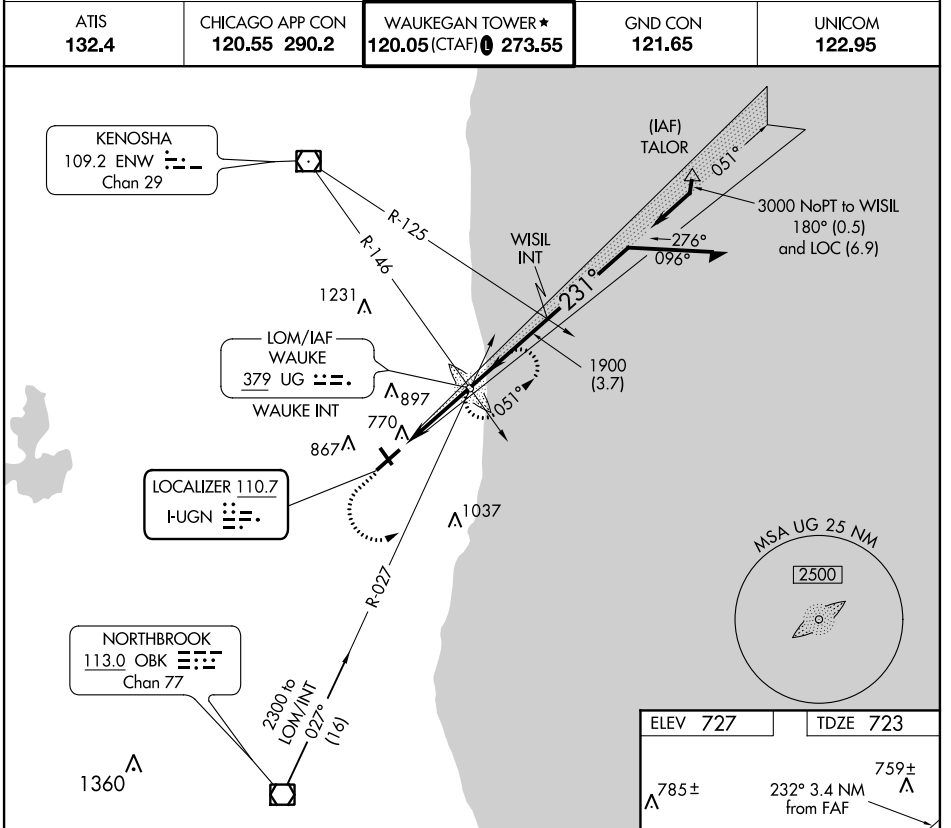 ATIS
132.4
CHICAGO APP CON
120.55 290.2
WAUKEGAN TOWER★
120.05 (CTAF) L 273.55
GND CON
121.65
UNICOM
122.95
KENOSHA
109.2 ENW
Chan 29
(IAF)
TALOR
051°
3000 NoPT to WISIL
180° (0.5)
and LOC (6.9)
R-125
R-146
WISIL
INT
276°
096°
231°
1231
LOM/IAF
WAUKE
379 UG
WAUKE INT
1900
(3.7)
897
051°
770
867
LOCALIZER 110.7
I-UGN
1037
MSA UG 25 NM
2500
R-027
NORTHBROOK
113.0 OBK
Chan 77
2300 to
LOM/INT
027°
(16)
1360
ELEV 727
TDZE 723
785±
759±
232° 3.4 NM
from FAF